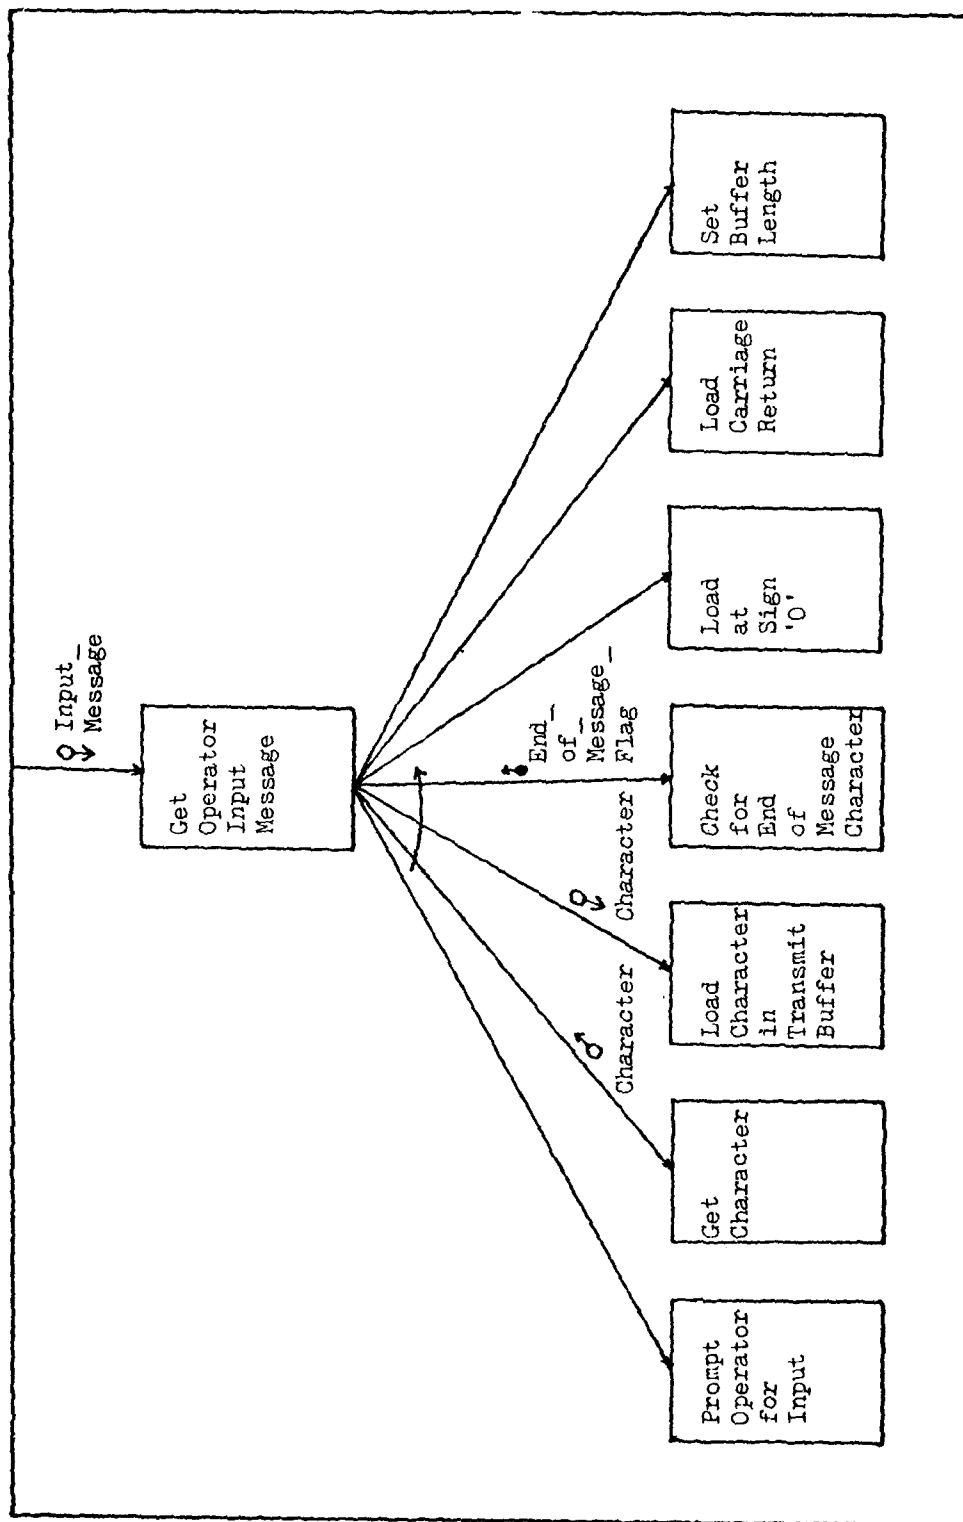 Input_
Message
Get
Operator
Input
Message
Character
Character
End_
of_
Message_
Flag
Prompt
Operator
for
Input
Get
Character
Load
Character
in
Transmit
Buffer
Check
for
End
of
Message
Character
Load
at
Sign
'O'
Load
Carriage
Return
Set
Buffer
Length